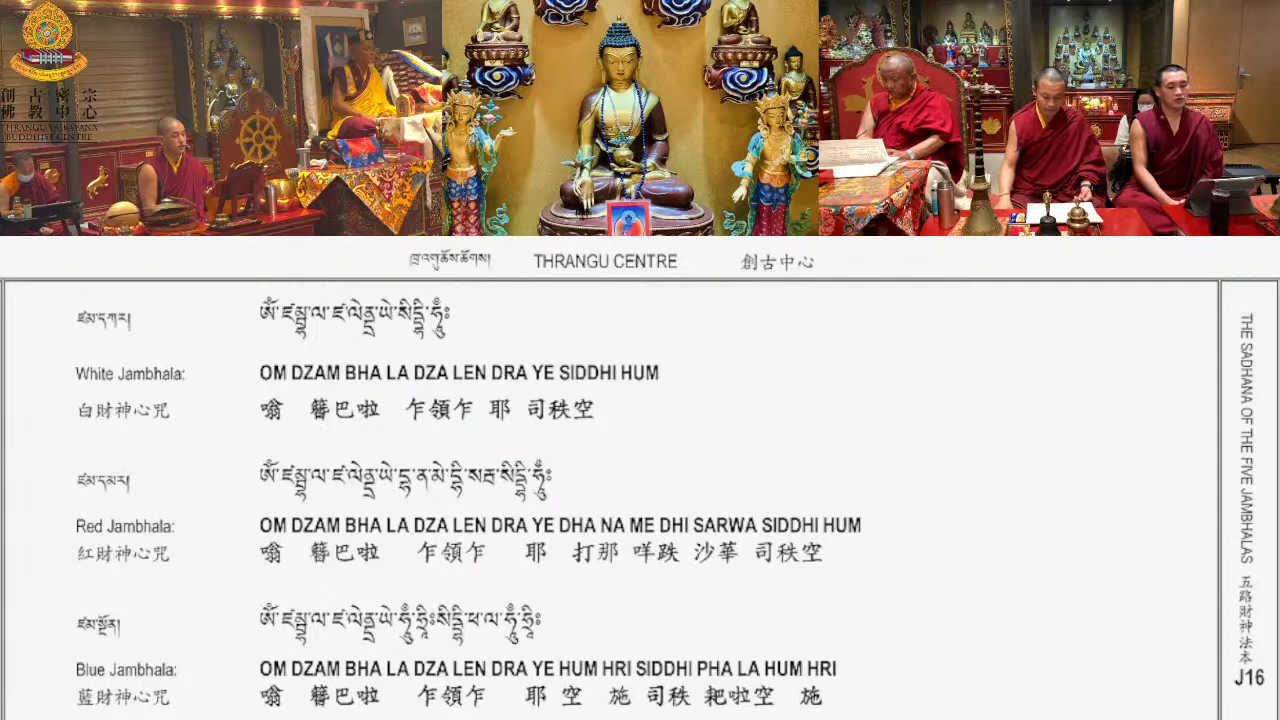 創古密宗
佛教中心
THRANGU VAJRAYANA
BUDDHIST CENTRE
ཁྲ་འགུ་ཆོས་ཚོགས། THRANGU CENTRE 創古中心
ཛམ་དཀར། ཨོཾ་ཛམྦྷ་ལ་ཛ་ལེནྡྲ་ཡེ་སིདྡྷི་ཧཱུྃ༔
White Jambhala: OM DZAM BHA LA DZA LEN DRA YE SIDDHI HUM
白財神心咒 嗡 簪巴啦 乍領乍 耶 司秩空
ཛམ་དམར། ཨོཾ་ཛམྦྷ་ལ་ཛ་ལེནྡྲ་ཡེ་དྷ་ན་མེ་དྷི་སརྦ་སིདྡྷི་ཧཱུྃ༔
Red Jambhala: OM DZAM BHA LA DZA LEN DRA YE DHA NA ME DHI SARWA SIDDHI HUM
紅財神心咒 嗡 簪巴啦 乍領乍 耶 打那 咩跌 沙華 司秩空
ཛམ་སྔོན། ཨོཾ་ཛམྦྷ་ལ་ཛ་ལེནྡྲ་ཡེ་ཧཱུྃ་ཧྲཱིཿསིདྡྷི་ཕ་ལ་ཧཱུྃ་ཧྲཱིཿ
Blue Jambhala: OM DZAM BHA LA DZA LEN DRA YE HUM HRI SIDDHI PHA LA HUM HRI
藍財神心咒 嗡 簪巴啦 乍領乍 耶 空 施 司秩 耙啦空 施
THE SADHANA OF THE FIVE JAMBHALAS 五路財神法本
J16